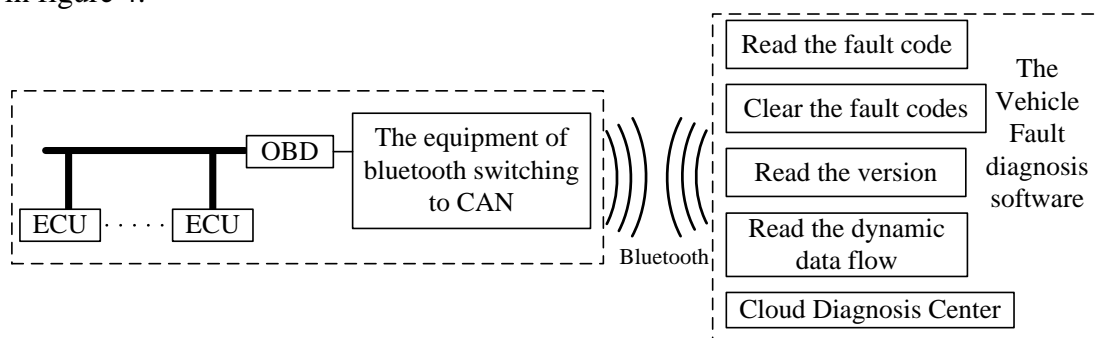 in figure 4.
OBD
The equipment of
bluetooth switching
to CAN
ECU
· · · · ·
ECU
Bluetooth
Read the fault code
Clear the fault codes
Read the version
Read the dynamic
data flow
Cloud Diagnosis Center
The
Vehicle
Fault
diagnosis
software